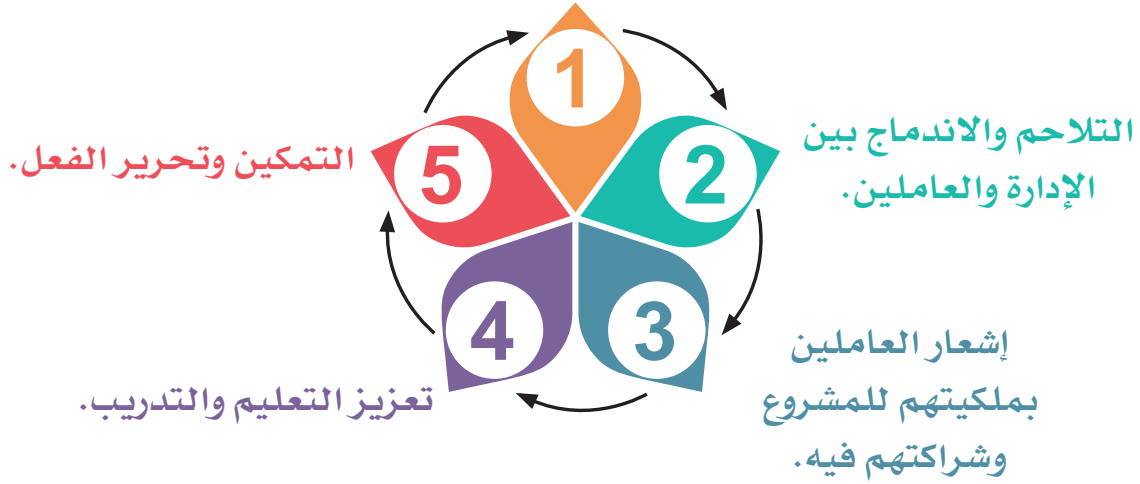 1
2
التلاحم والاندماج بين
الإدارة والعاملين.
3
إشعار العاملين
بملكيتهم للمشروع
وشراكتهم فيه.
4
تعزيز التعليم والتدريب.
5
التمكين وتحرير الفعل.